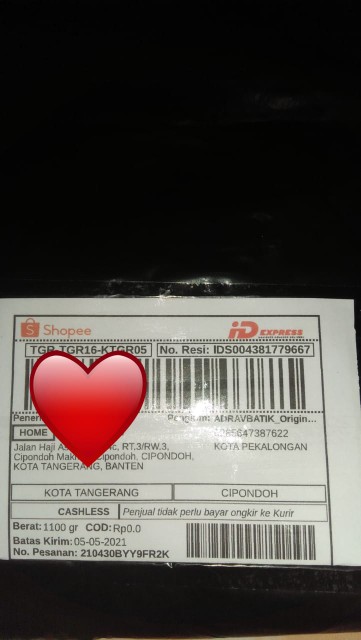 Shopee
iD EXPRESS
TGR-TGR16-KTGR05 No. Resi: IDS004381779667
ADRAVBATIK_Origin...
HOME 85647387622
Jalan Haji RT.3/RW.3, KOTA PEKALONGAN
Cipondoh Cipondoh, CIPONDOH,
KOTA TANGERANG, BANTEN
KOTA TANGERANG CIPONDOH
CASHLESS Penjual tidak perlu bayar ongkir ke Kurir
Berat: 1100 gr COD: Rp0.0
Batas Kirim: 05-05-2021
No. Pesanan: 210430BYY9FR2K